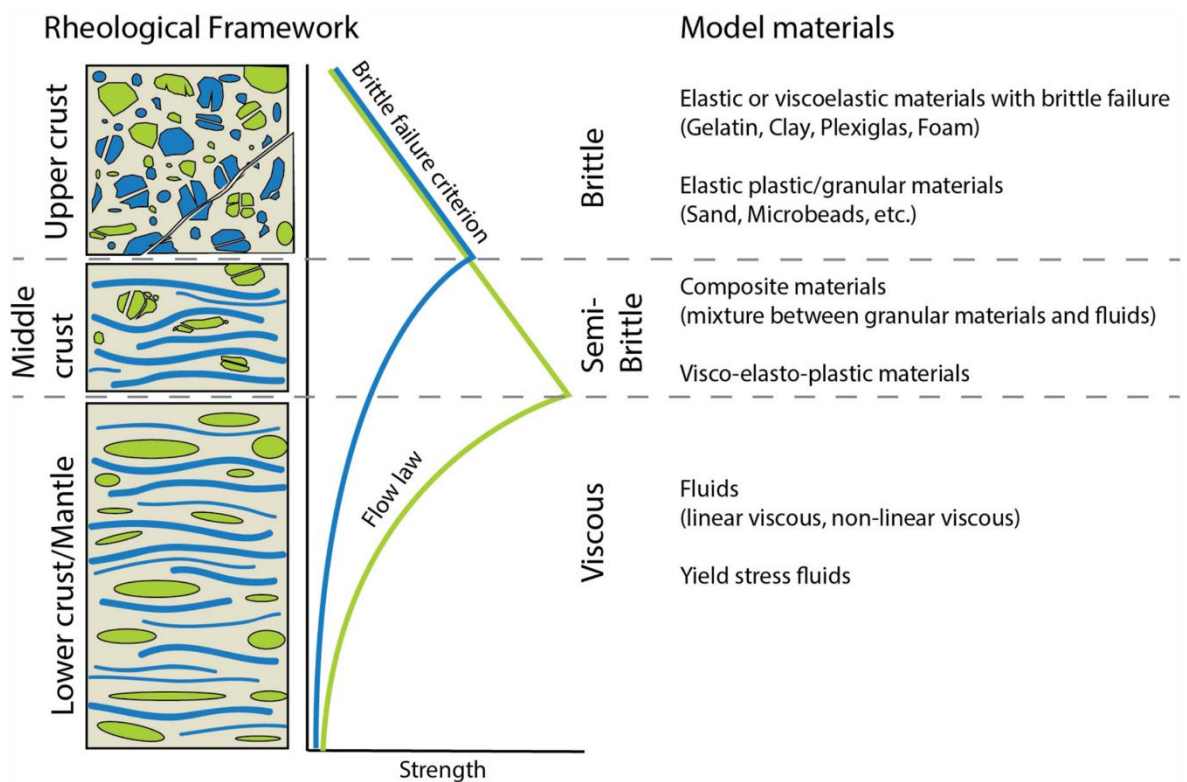 Rheological Framework
Model materials
Upper crust
Brittle failure criterion
Brittle
Elastic or viscoelastic materials with brittle failure
(Gelatin, Clay, Plexiglas, Foam)
Elastic plastic/granular materials
(Sand, Microbeads, etc.)
Middle
crust
Semi-
Brittle
Composite materials
(mixture between granular materials and fluids)
Visco-elasto-plastic materials
Lower crust/Mantle
Flow law
Viscous
Fluids
(linear viscous, non-linear viscous)
Yield stress fluids
Strength